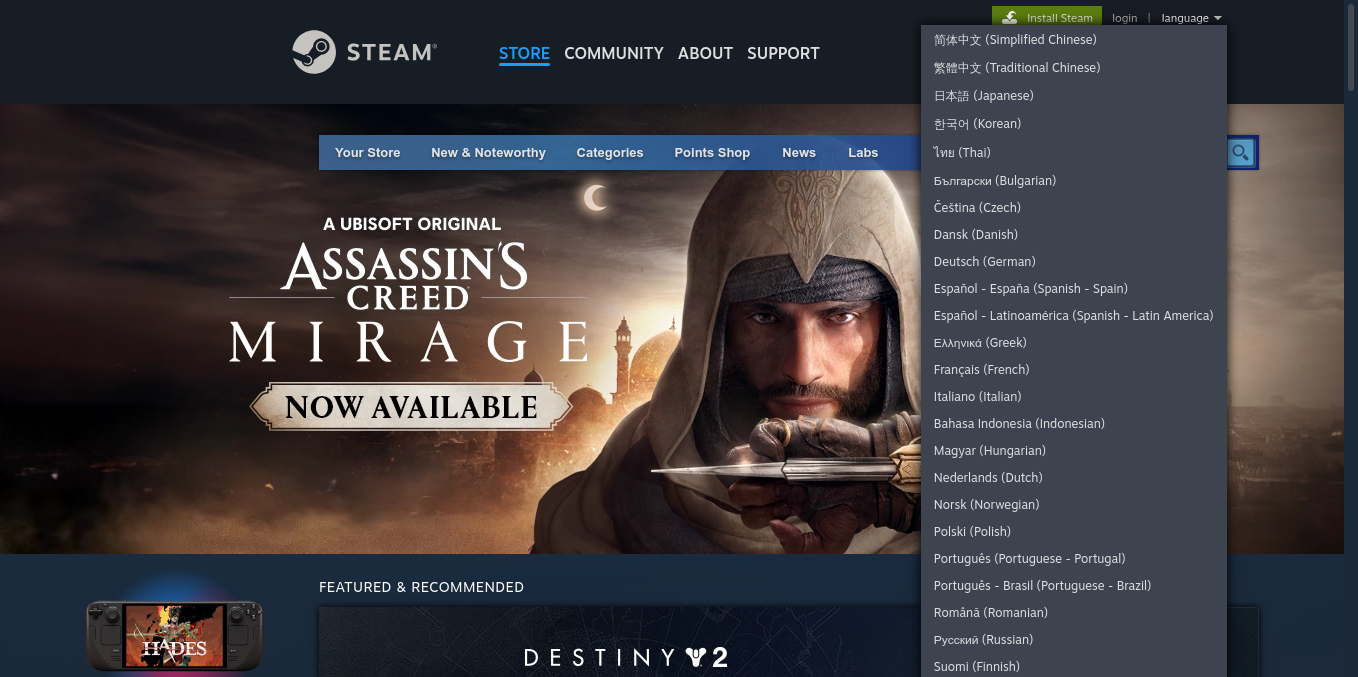 Install Steam login | language
STEAM®
STORE COMMUNITY ABOUT SUPPORT
Your Store New & Noteworthy Categories Points Shop News Labs
A UBISOFT ORIGINAL
ASSASSIN'S
CREED
MIRAGE
NOW AVAILABLE
简体中文 (Simplified Chinese)
繁體中文 (Traditional Chinese)
日本語 (Japanese)
한국어 (Korean)
ไทย (Thai)
Български (Bulgarian)
Čeština (Czech)
Dansk (Danish)
Deutsch (German)
Español - España (Spanish - Spain)
Español - Latinoamérica (Spanish - Latin America)
Ελληνικά (Greek)
Français (French)
Italiano (Italian)
Bahasa Indonesia (Indonesian)
Magyar (Hungarian)
Nederlands (Dutch)
Norsk (Norwegian)
Polski (Polish)
Português (Portuguese - Portugal)
Português - Brasil (Portuguese - Brazil)
Română (Romanian)
Русский (Russian)
Suomi (Finnish)
FEATURED & RECOMMENDED
HADES
DESTINY 2